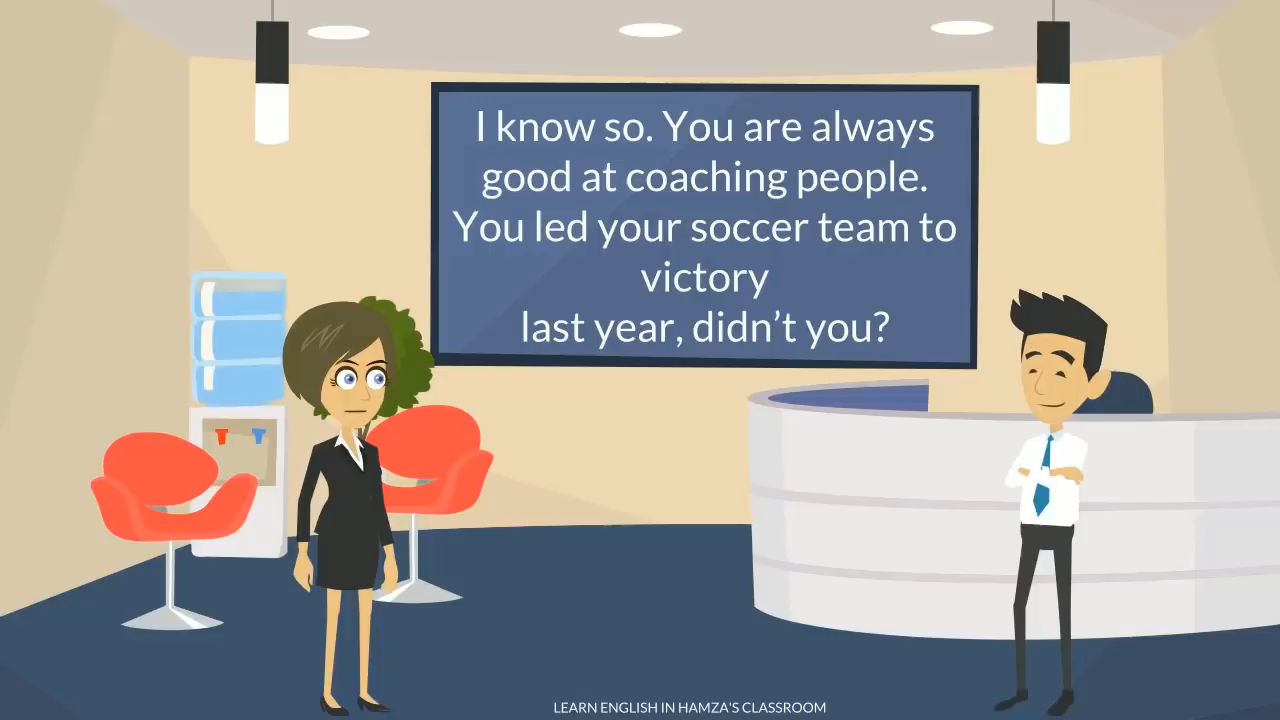 I know so. You are always
good at coaching people.
You led your soccer team to
victory
last year, didn’t you?
LEARN ENGLISH IN HAMZA'S CLASSROOM